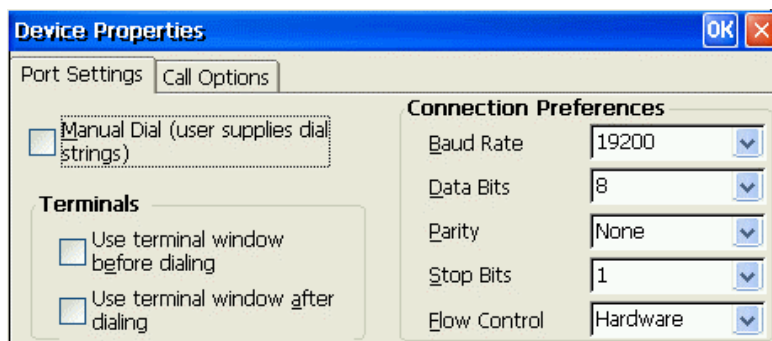 Device Properties OK
Port Settings Call Options
Manual Dial (user supplies dial
strings)
Terminals
Use terminal window
before dialing
Use terminal window after
dialing
Connection Preferences
Baud Rate 19200
Data Bits 8
Parity None
Stop Bits 1
Flow Control Hardware